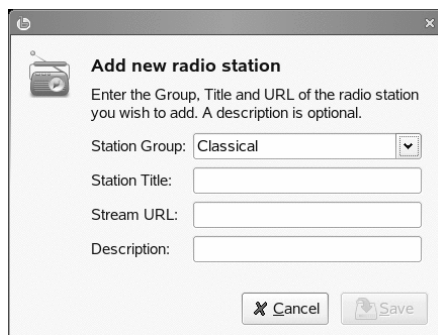 Add new radio station
Enter the Group, Title and URL of the radio station
you wish to add. A description is optional.
Station Group: Classical
Station Title:
Stream URL:
Description:
Cancel Save